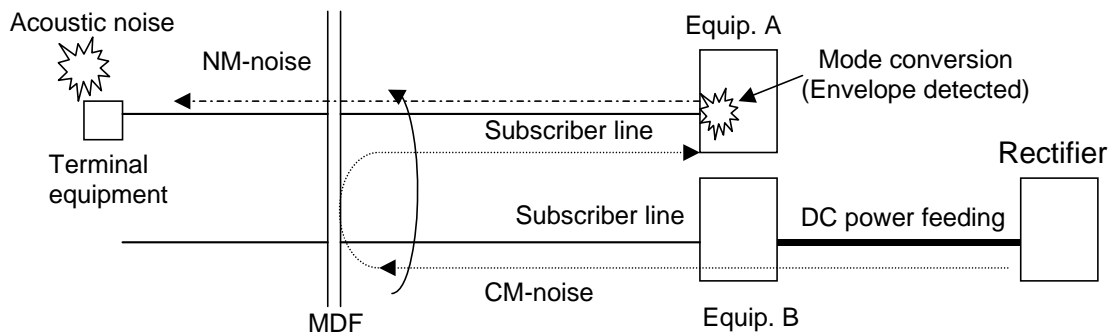 Acoustic noise
NM-noise
Equip. A
Mode conversion
(Envelope detected)
Subscriber line
Terminal
equipment
Rectifier
Subscriber line
DC power feeding
CM-noise
Equip. B
MDF